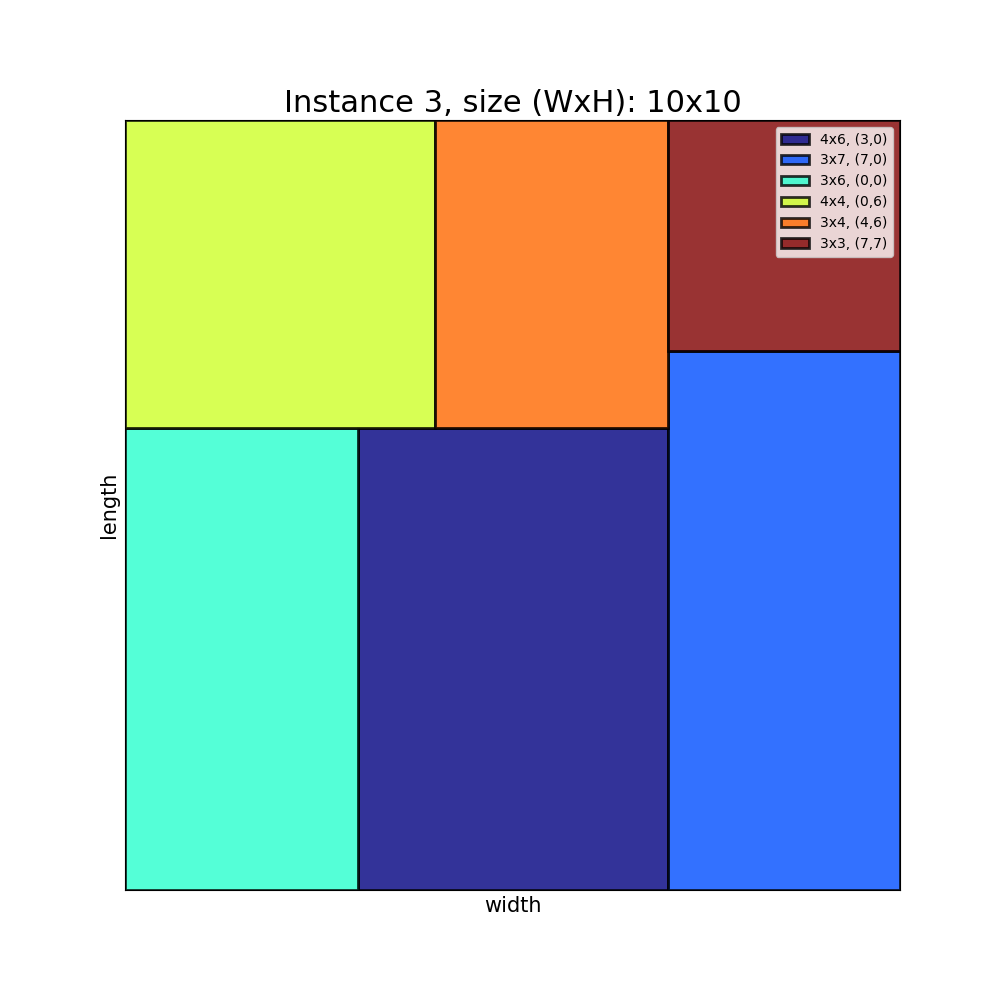 Instance 3, size (WxH): 10x10
4x6, (3,0)
3x7, (7,0)
3x6, (0,0)
4x4, (0,6)
3x4, (4,6)
3x3, (7,7)
length
width